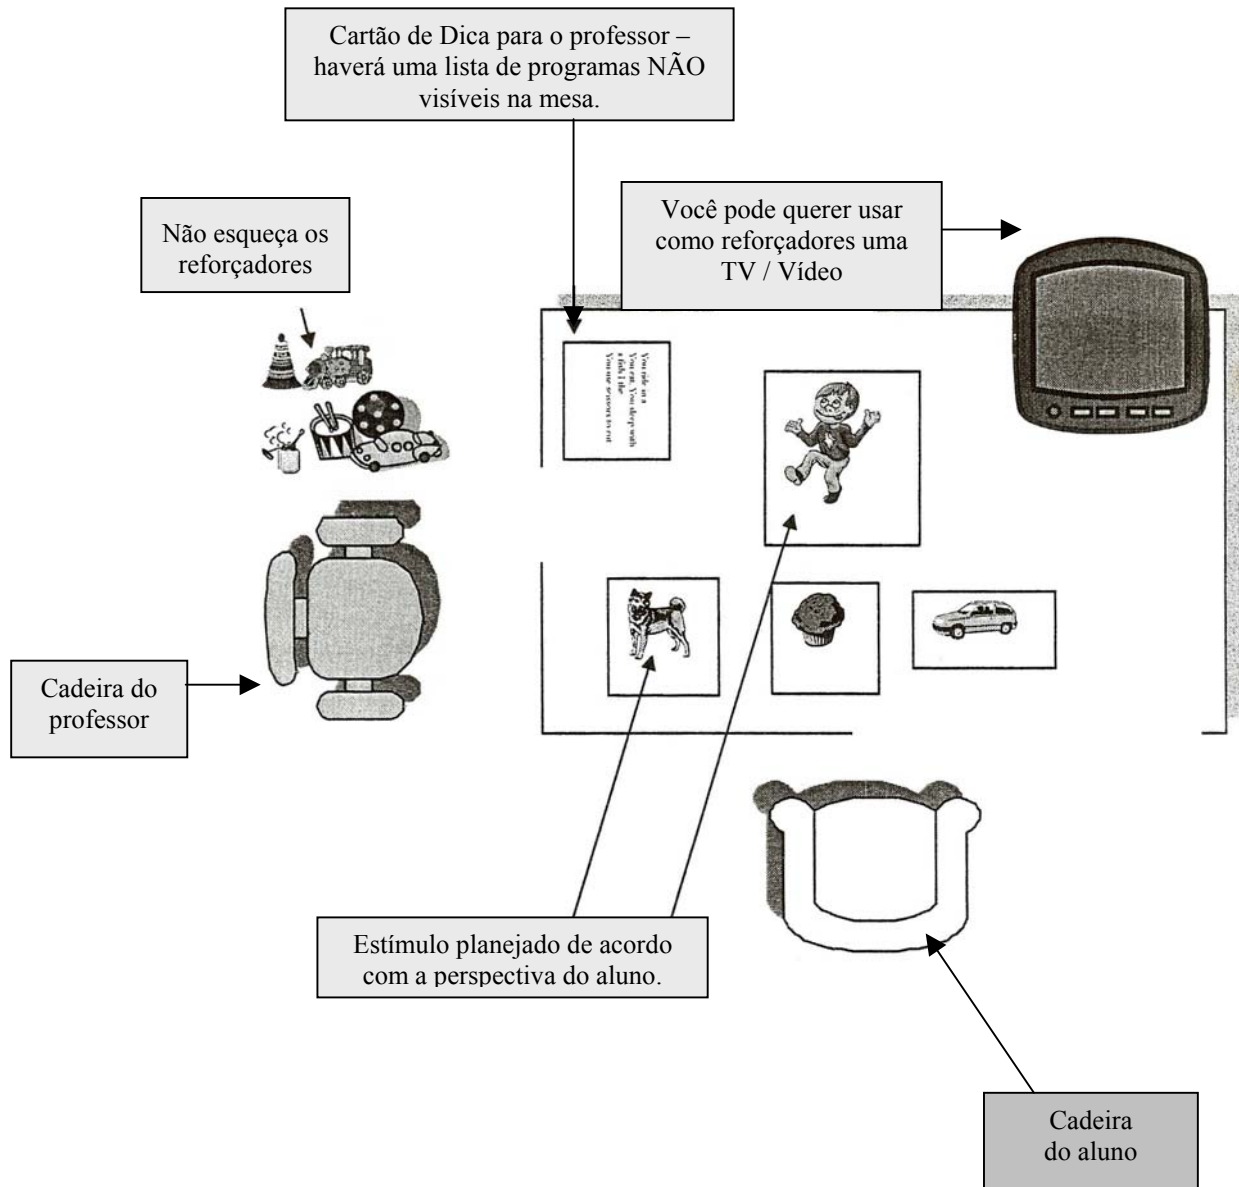 Cartão de Dica para o professor –
haverá uma lista de programas NÃO
visíveis na mesa.
Não esqueça os
reforçadores
Você pode querer usar
como reforçadores uma
TV / Vídeo
You ride in a
You eat. You sleep with
a fish I the
You use scissors to cut
Cadeira do
professor
Estímulo planejado de acordo
com a perspectiva do aluno.
Cadeira
do aluno